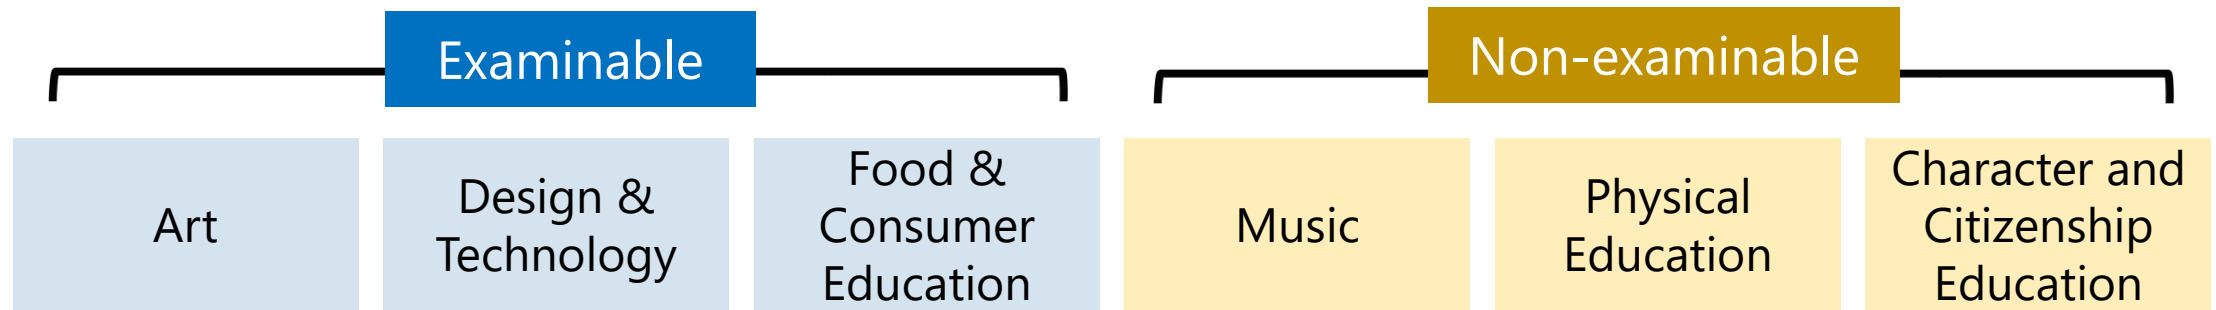 Examinable
Non-examinable
Art
Design &
Technology
Food &
Consumer
Education
Music
Physical
Education
Character and
Citizenship
Education